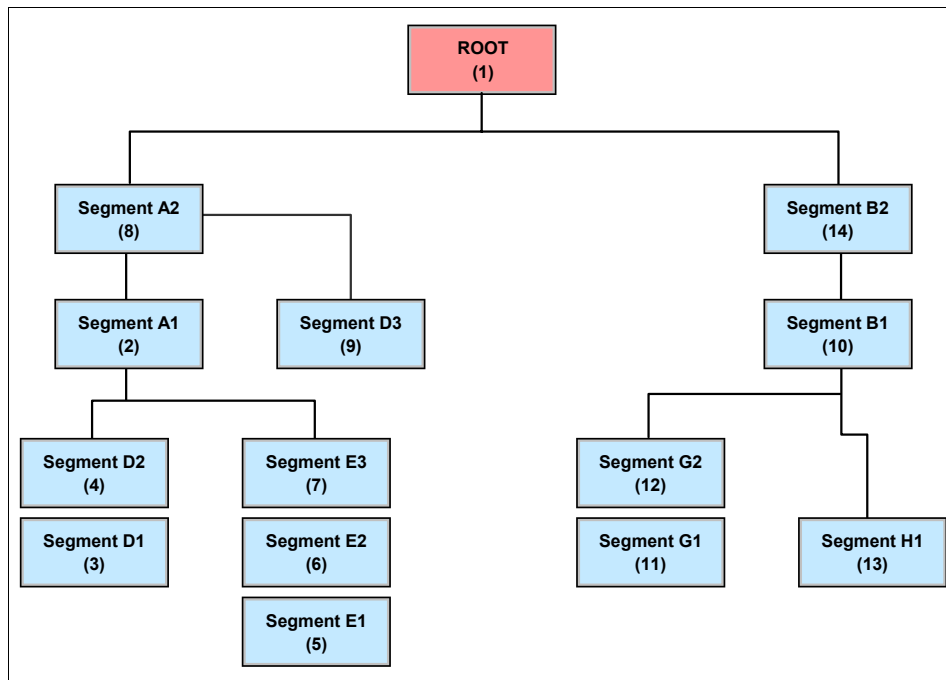 ROOT
(1)
Segment A2
(8)
Segment B2
(14)
Segment A1
(2)
Segment D3
(9)
Segment B1
(10)
Segment D2
(4)
Segment E3
(7)
Segment G2
(12)
Segment D1
(3)
Segment E2
(6)
Segment G1
(11)
Segment H1
(13)
Segment E1
(5)